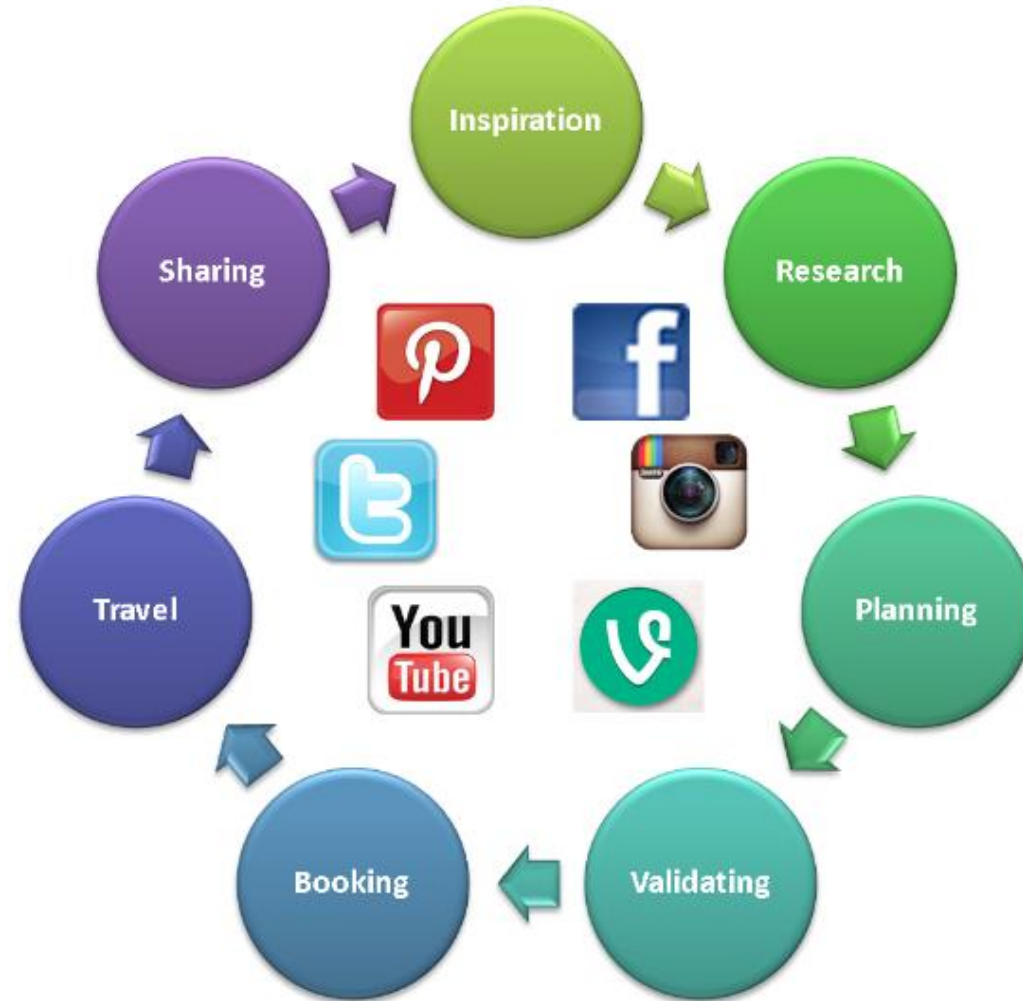 Inspiration
Research
Planning
Validating
Booking
Travel
Sharing
You
Tube